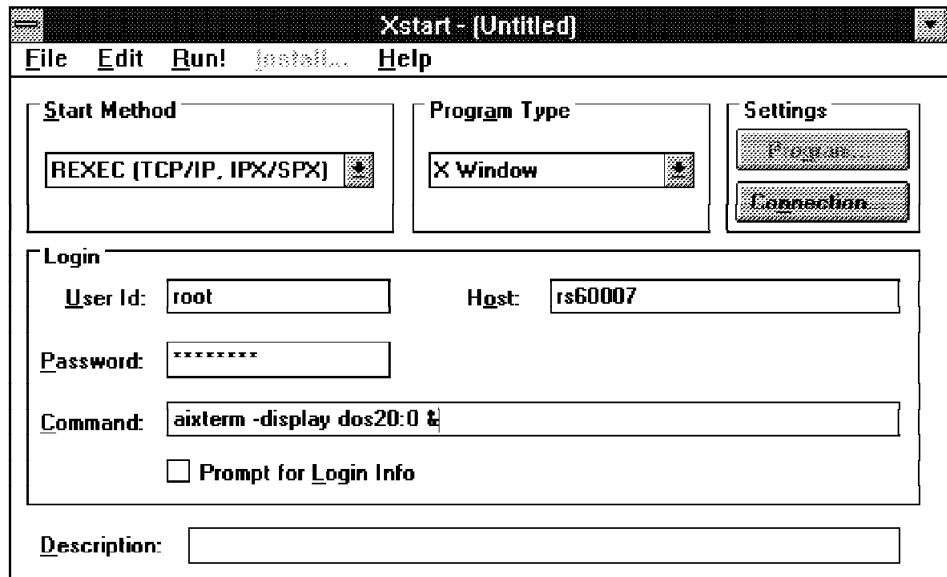 Xstart - (Untitled)
File Edit Run! Install... Help
Start Method
Program Type
Settings
REXEC (TCP/IP, IPX/SPX)
X Window
Program...
Connection...
Login
User Id: root
Host: rs60007
Password: ********
Command: aixterm -display dos20:0 &
Prompt for Login Info
Description: